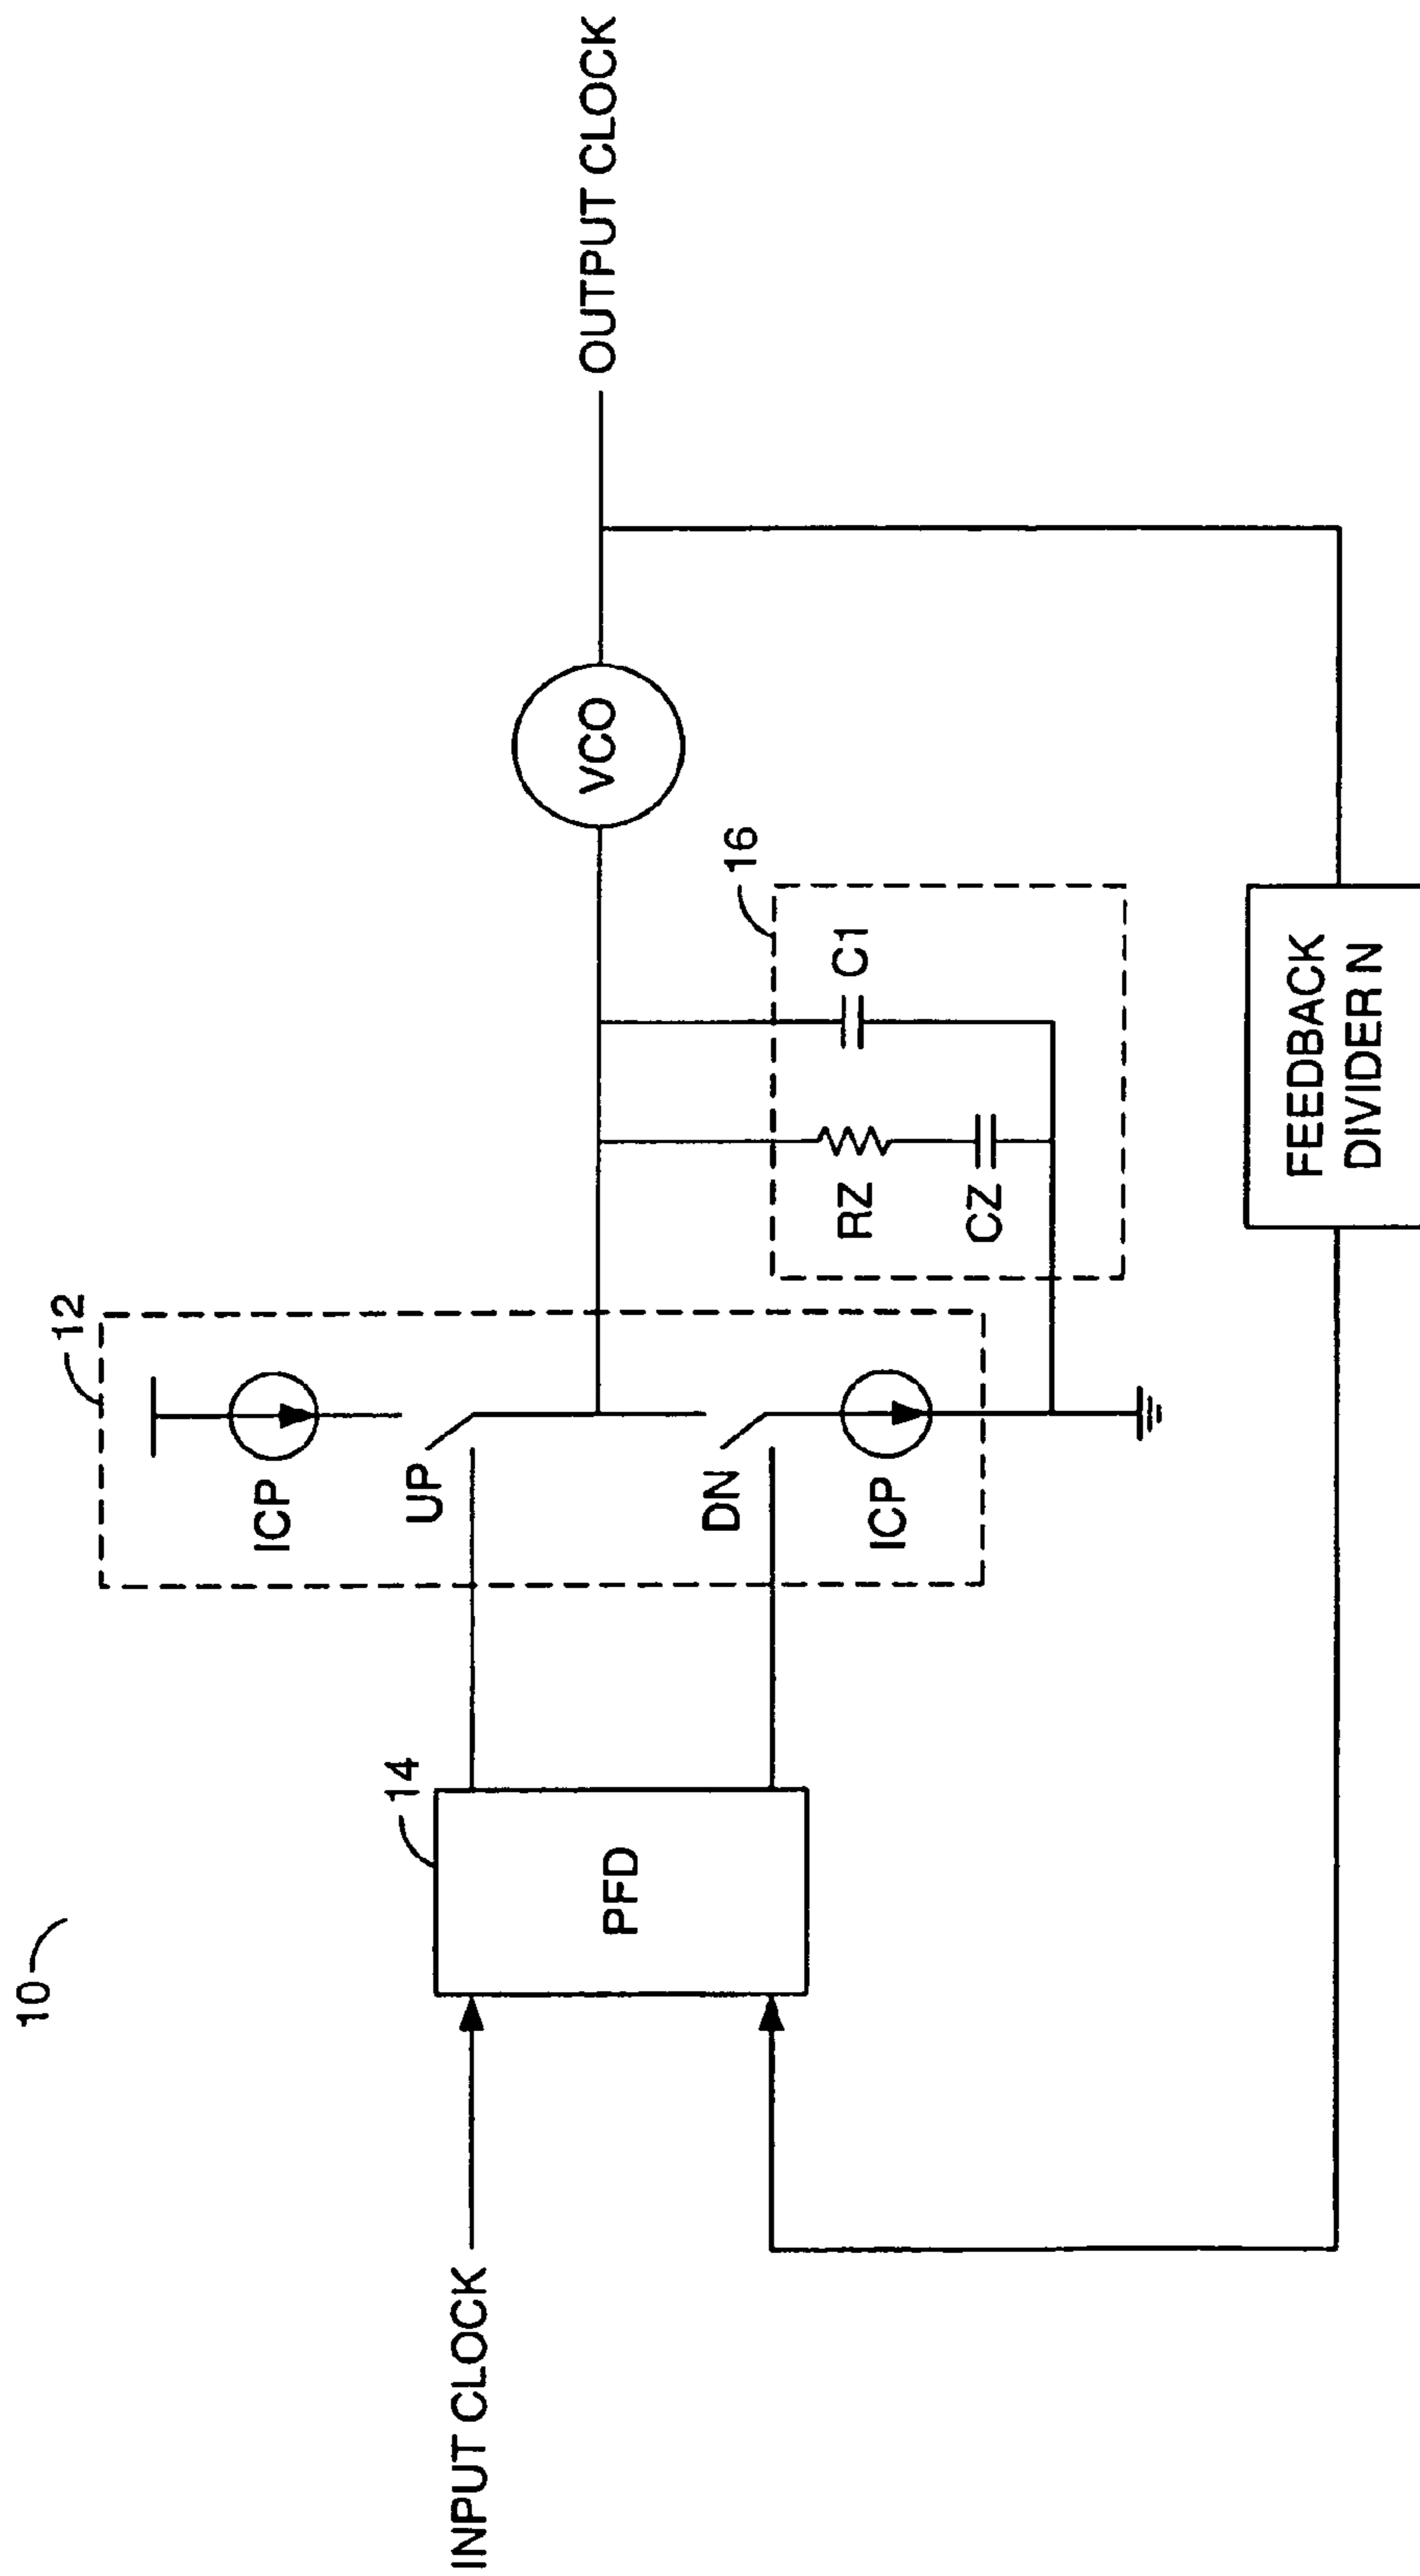 10
12
ICP
INPUT CLOCK
14
PFD
UP
DN
ICP
RZ
CZ
C1
16
VCO
OUTPUT CLOCK
FEEDBACK
DIVIDER N